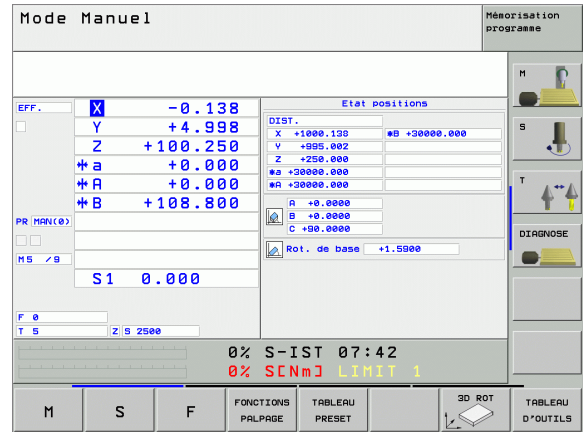 Mode Manuel
Mémorisation
programme
EFF.
X -0.138
Y +4.998
Z +100.250
a +0.000
A +0.000
B +108.800
PR MAN(0)
M5 /9
S1 0.000
F 0
T 5 Z S 2500
Etat positions
DIST.
X +1000.138 *B +30000.000
Y +995.002
Z +250.000
*a +30000.000
*A +30000.000
A +0.0000
B +0.0000
C +90.0000
Rot. de base +1.5900
0% S-IST 07:42
0% S[Nm] LIMIT 1
M
S
T
DIAGNOSE
M
S
F
FONCTIONS
PALPAGE
TABLEAU
PRESET
3D ROT
TABLEAU
D'OUTILS